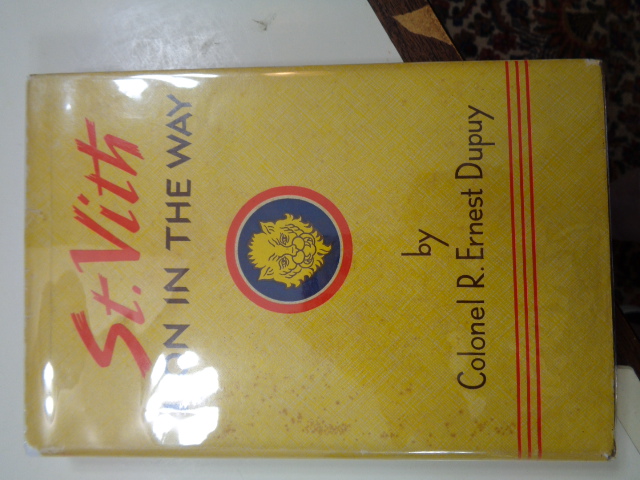 St. Vith
IN THE WAY
by
Colonel R. Ernest Dupuy